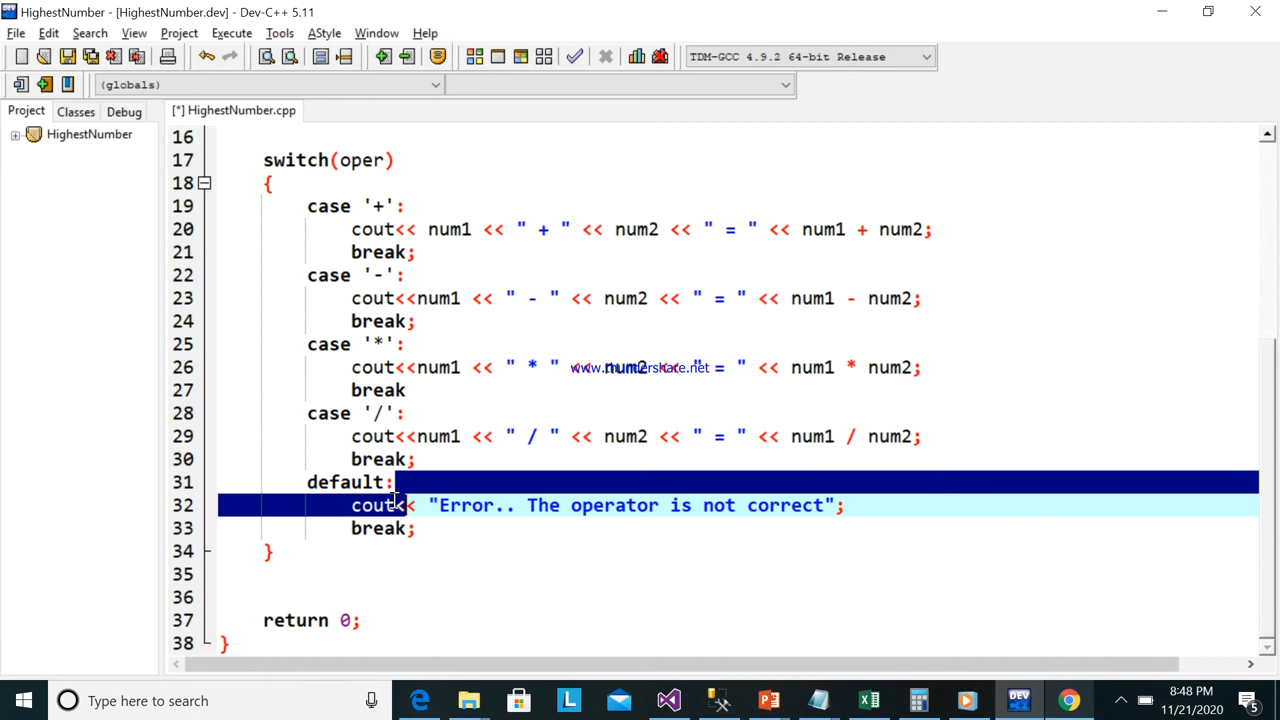 HighestNumber - [HighestNumber.dev] - Dev-C++ 5.11
File Edit Search View Project Execute Tools AStyle Window Help
TDM-GCC 4.9.2 64-bit Release
(globals)
Project Classes Debug
[*] HighestNumber.cpp
HighestNumber
16
17 switch(oper)
18 {
19 case '+':
20 cout<< num1 << " + " << num2 << " = " << num1 + num2;
21 break;
22 case '-':
23 cout<<num1 << " - " << num2 << " = " << num1 - num2;
24 break;
25 case '*':
26 cout<<num1 << " * " << num2 << " = " << num1 * num2;
www.thundershare.net
27 break
28 case '/':
29 cout<<num1 << " / " << num2 << " = " << num1 / num2;
30 break;
31 default:
32 cout<< "Error.. The operator is not correct";
33 break;
34 }
35
36
37 return 0;
38 }
Type here to search
DEV
8:48 PM
11/21/2020
5